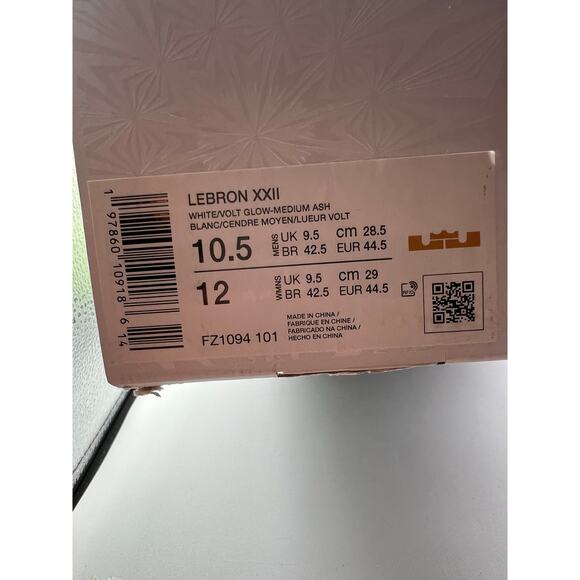 LEBRON XXII
WHITE/VOLT GLOW-MEDIUM ASH
BLANC/CENDRE MOYEN/LUEUR VOLT
10.5 MENS UK 9.5 CM 28.5
BR 42.5 EUR 44.5
12 WMNS UK 9.5 CM 29
BR 42.5 EUR 44.5
RFID
FZ1094 101
MADE IN CHINA /
FABRIQUE EN CHINE /
FABRICADO NA CHINA /
HECHO EN CHINA
1 97860 10918 6 14